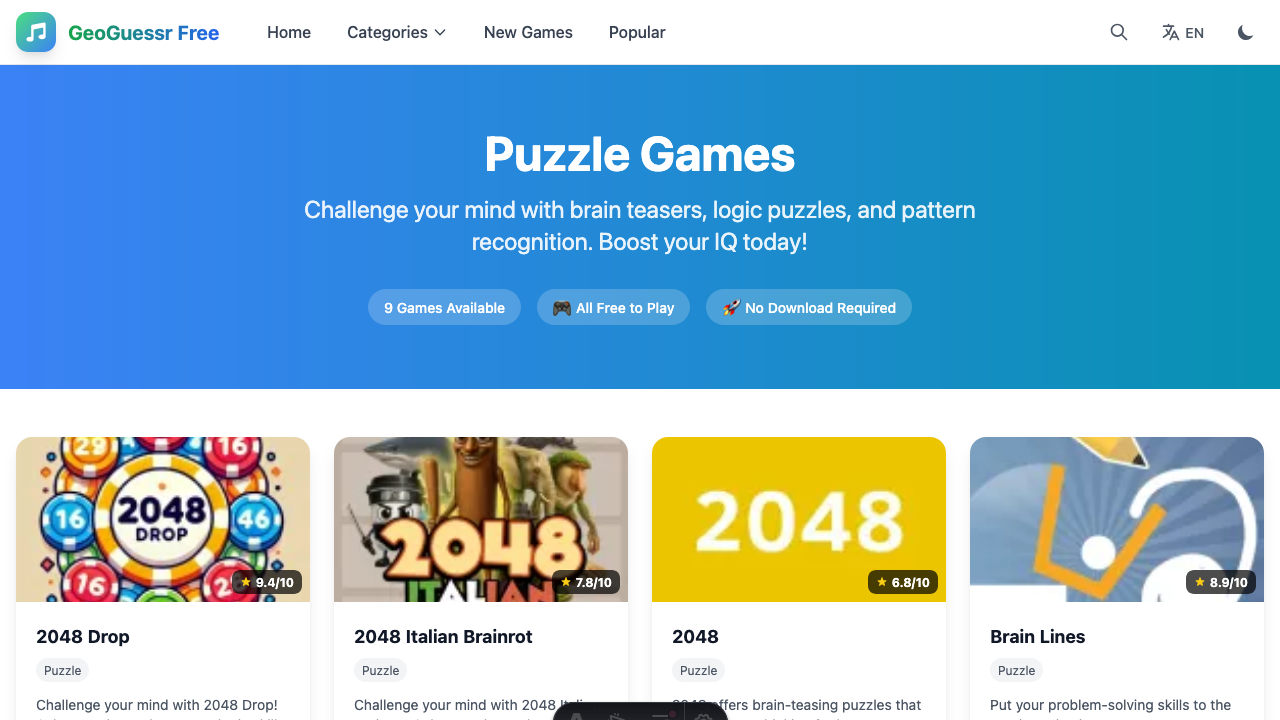 GeoGuessr Free
Home
Categories
New Games
Popular
EN
Puzzle Games
Challenge your mind with brain teasers, logic puzzles, and pattern
recognition. Boost your IQ today!
9 Games Available
🎮 All Free to Play
🚀 No Download Required
29
16
16
16
2048
DROP
46
16
★ 9.4/10
2048
ITALIAN
★ 7.8/10
2048
★ 6.8/10
★ 8.9/10
2048 Drop
2048 Italian Brainrot
2048
Brain Lines
Puzzle
Puzzle
Puzzle
Puzzle
Challenge your mind with 2048 Drop!
Challenge your mind with 2048
2048 offers brain-teasing puzzles that
Put your problem-solving skills to the